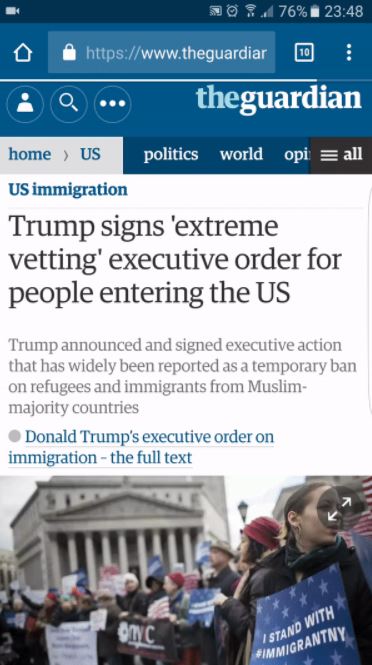 76% 23:48
https://www.theguardiar
10
theguardian
home > US politics world opi all
US immigration
Trump signs 'extreme
vetting' executive order for
people entering the US
Trump announced and signed executive action
that has widely been reported as a temporary ban
on refugees and immigrants from Muslim-
majority countries
Donald Trump's executive order on
immigration – the full text
I STAND WITH
#IMMIGRANTNY